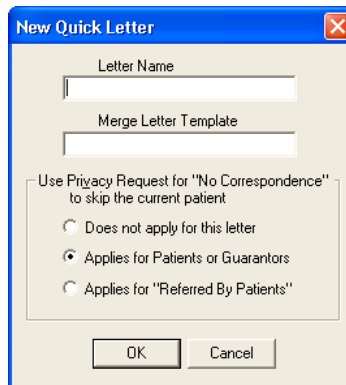 New Quick Letter
Letter Name
Merge Letter Template
Use Privacy Request for "No Correspondence"
to skip the current patient
Does not apply for this letter
Applies for Patients or Guarantors
Applies for "Referred By Patients"
OK Cancel